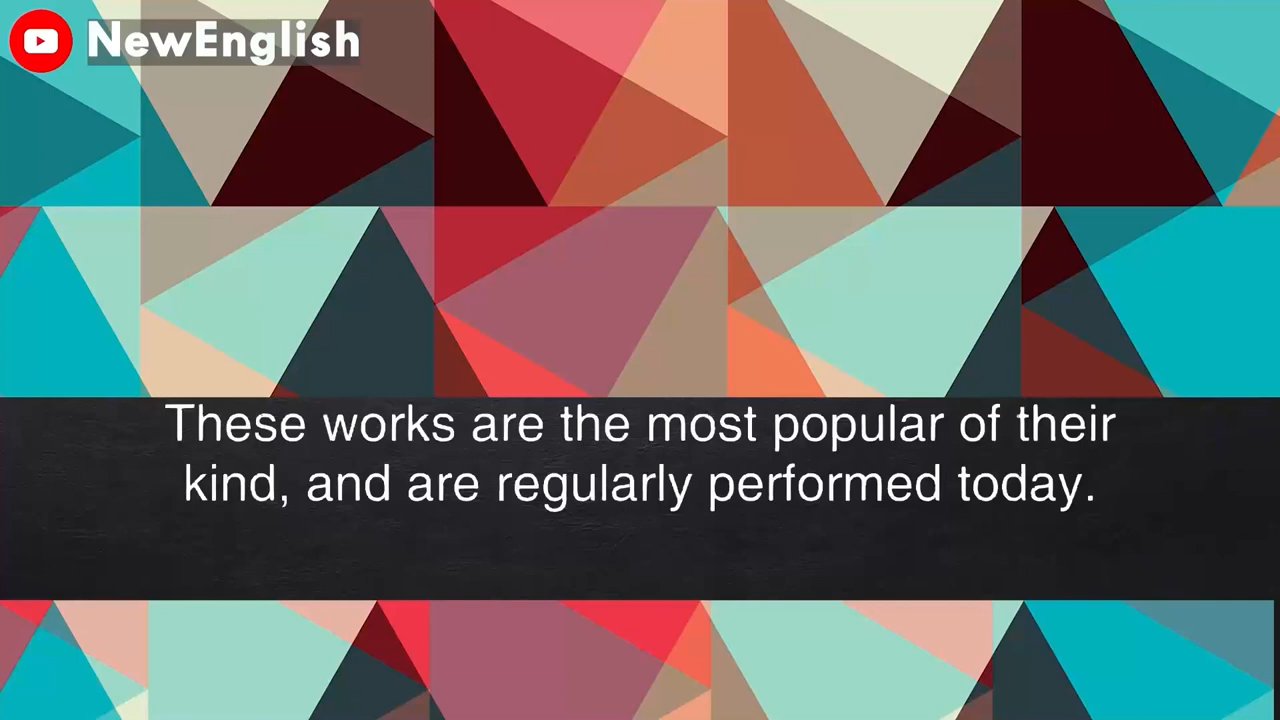 NewEnglish
These works are the most popular of their
kind, and are regularly performed today.